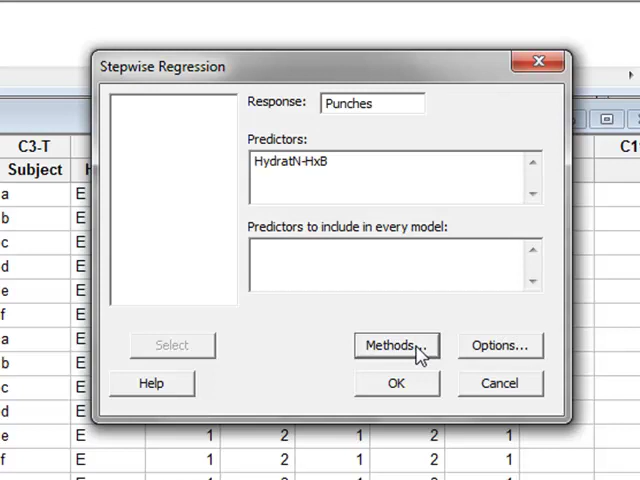 Stepwise Regression
Response: Punches
Predictors:
HydratN-HxB
Predictors to include in every model:
Select
Methods...
Options...
Help
OK
Cancel
C3-T
Subject
a E
b E
c E
d E
e E
f E
a E
b E
c E
d E
e E 1 2 1 2 1
f E 1 2 1 2 1